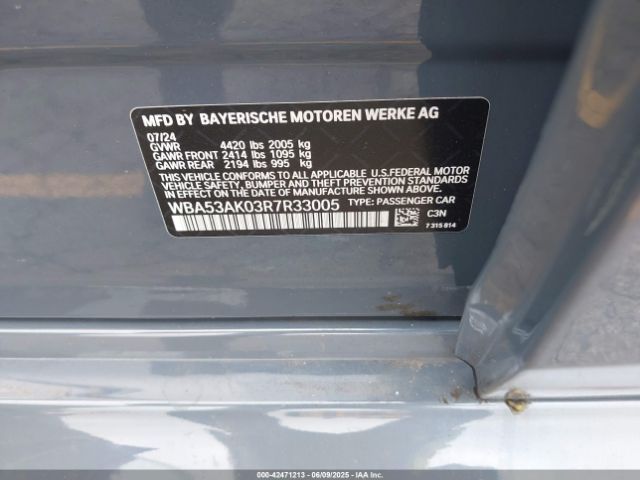 MFD BY BAYERISCHE MOTOREN WERKE AG
07/24
GVWR 4420 lbs 2005 kg
GAWR FRONT 2414 lbs 1095 kg
GAWR REAR 2194 lbs 995 kg
THIS VEHICLE CONFORMS TO ALL APPLICABLE U.S. FEDERAL MOTOR
VEHICLE SAFETY, BUMPER, AND THEFT PREVENTION STANDARDS IN
EFFECT ON THE DATE OF MANUFACTURE SHOWN ABOVE.
WBA53AK03R7R33005 TYPE: PASSENGER CAR
C3N
7 315 814
000-42471213 - 06/09/2025 - IAA Inc.